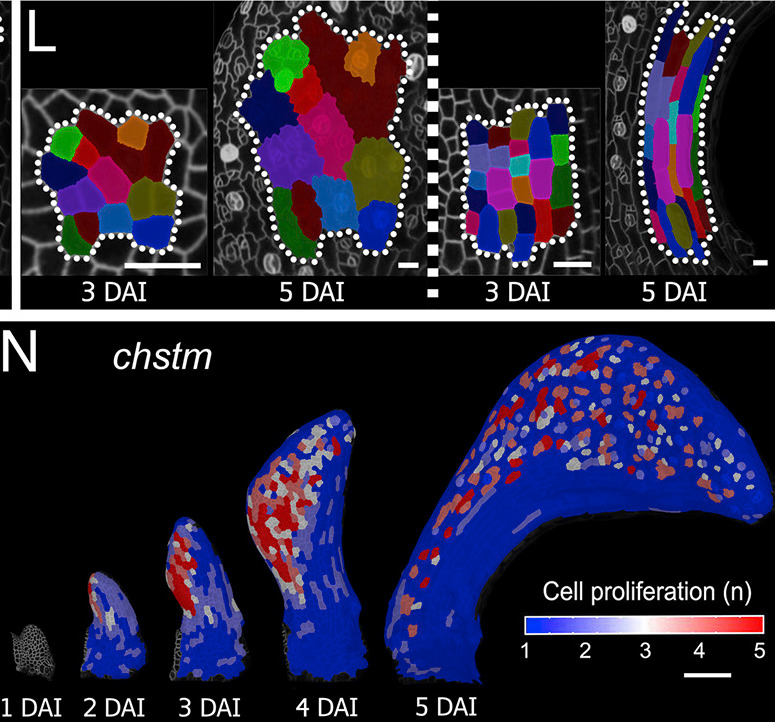 L
3 DAI 5 DAI 3 DAI 5 DAI
N chstm
Cell proliferation (n)
1 2 3 4 5
1 DAI 2 DAI 3 DAI 4 DAI 5 DAI